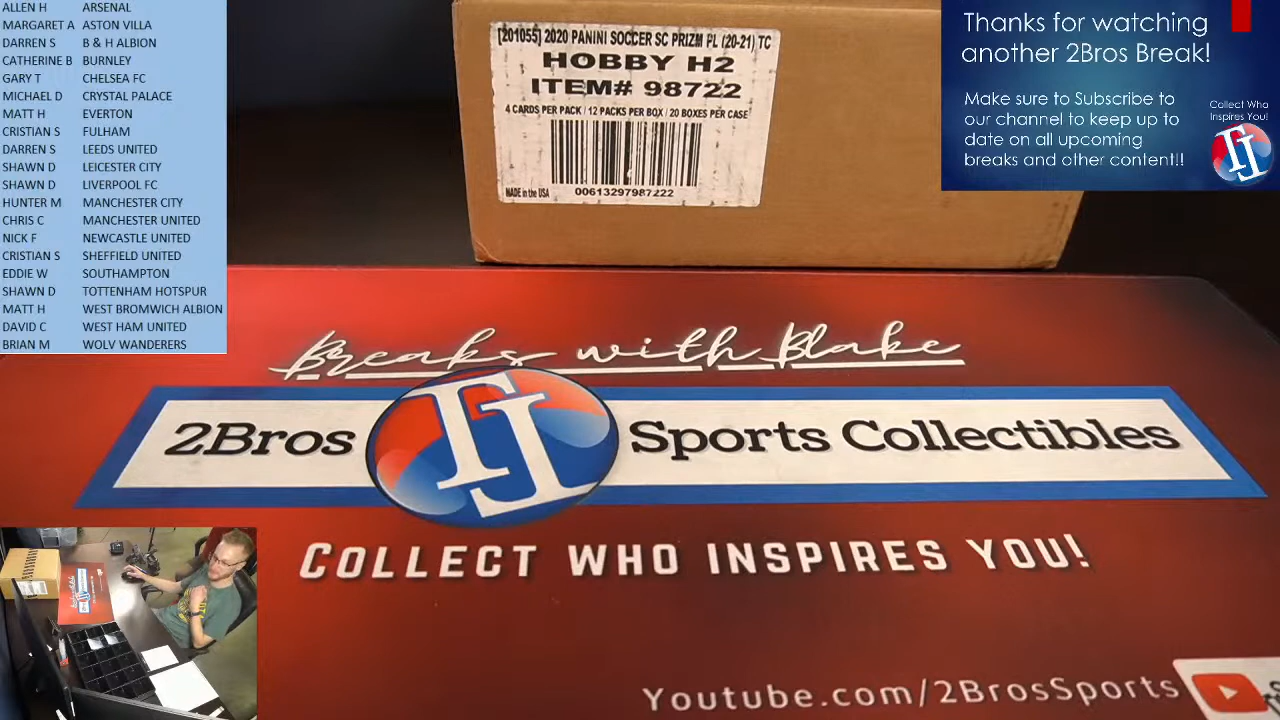 ALLEN H ARSENAL
MARGARET A ASTON VILLA
DARREN S B & H ALBION
CATHERINE B BURNLEY
GARY T CHELSEA FC
MICHAEL D CRYSTAL PALACE
MATT H EVERTON
CRISTIAN S FULHAM
DARREN S LEEDS UNITED
SHAWN D LEICESTER CITY
SHAWN D LIVERPOOL FC
HUNTER M MANCHESTER CITY
CHRIS C MANCHESTER UNITED
NICK F NEWCASTLE UNITED
CRISTIAN S SHEFFIELD UNITED
EDDIE W SOUTHAMPTON
SHAWN D TOTTENHAM HOTSPUR
MATT H WEST BROMWICH ALBION
DAVID C WEST HAM UNITED
BRIAN M WOLV WANDERERS
[201055] 2020 PANINI SOCCER SC PRIZM PL (20-21) TC
HOBBY H2
ITEM# 98722
4 CARDS PER PACK / 12 PACKS PER BOX / 20 BOXES PER CASE
MADE in the USA 00613297987222
Thanks for watching
another 2Bros Break!
Make sure to Subscribe to
our channel to keep up to
date on all upcoming
breaks and other content!!
Collect Who
Inspires You!
Breaks with Blake
2Bros Sports Collectibles
COLLECT WHO INSPIRES YOU!
Youtube.com/2BrosSports